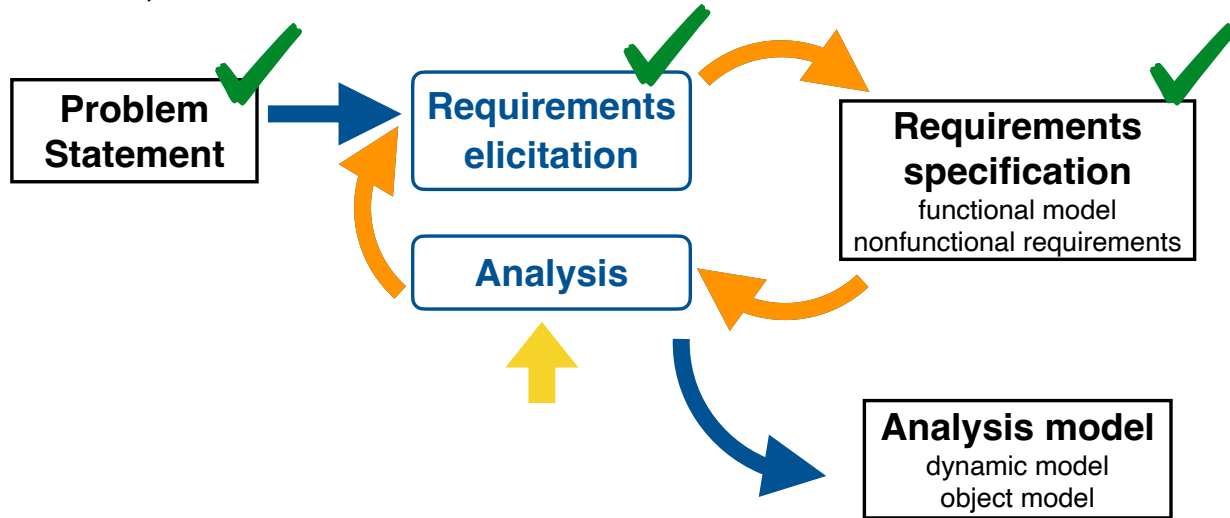 Problem
Statement
Requirements
elicitation
Requirements
specification
functional model
nonfunctional requirements
Analysis
Analysis model
dynamic model
object model